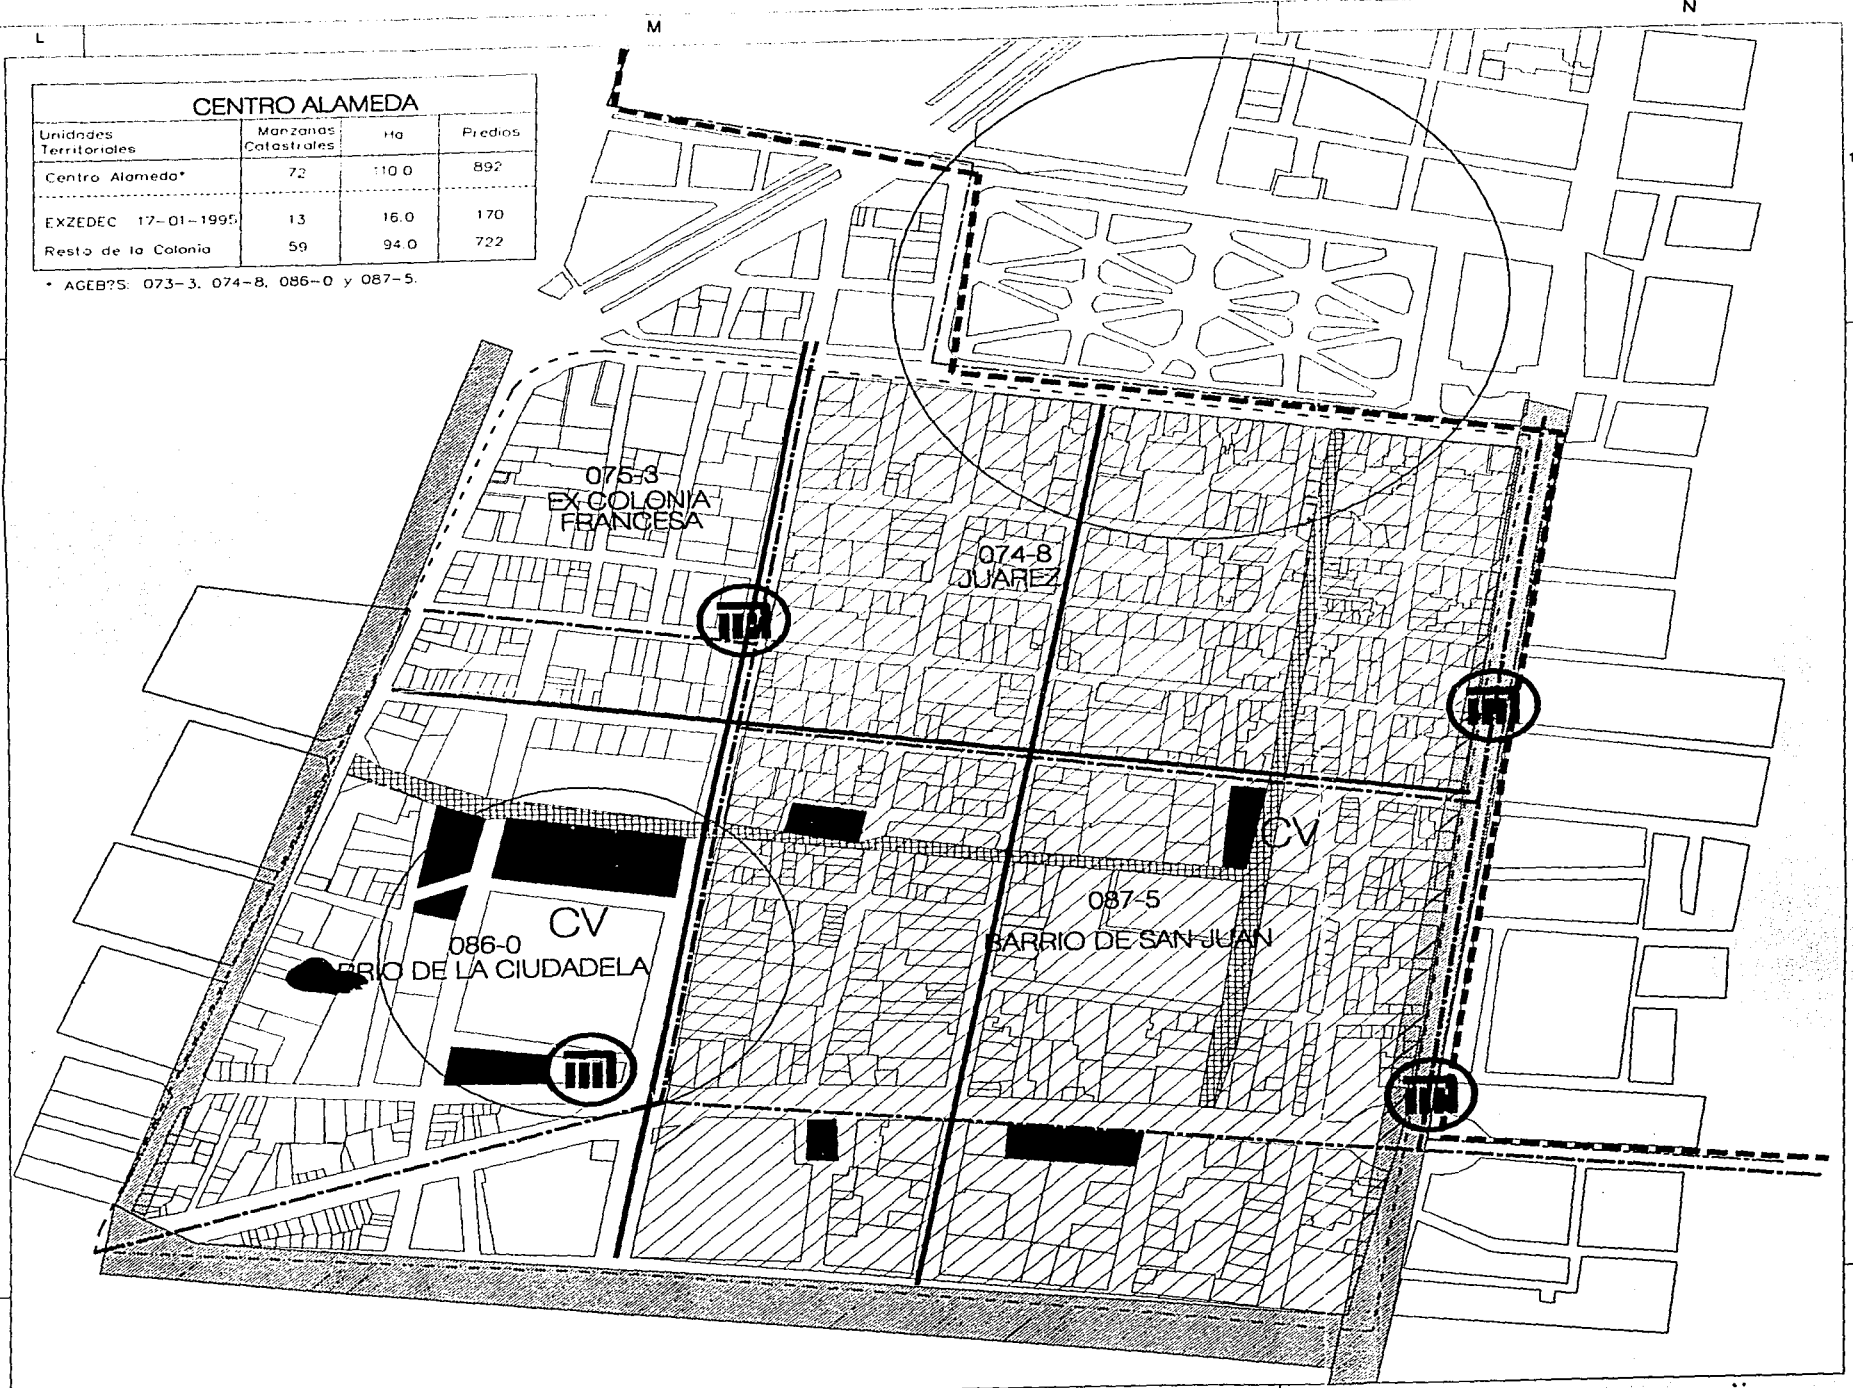 L
M
N
1
CENTRO ALAMEDA
Unidades Territoriales Manzanas Catastrales Ha Predios
Centro Alameda* 72 110.0 892
EXZEDEC 17-01-1995 13 16.0 170
Resto de la Colonia 59 94.0 722
* AGEB?S: 073-3, 074-8, 086-0 y 087-5.
075-3
EX-COLONIA
FRANCESA
074-8
JUAREZ
CV
087-5
BARRIO DE SAN JUAN
CV
086-0
RRIO DE LA CIUDADELA